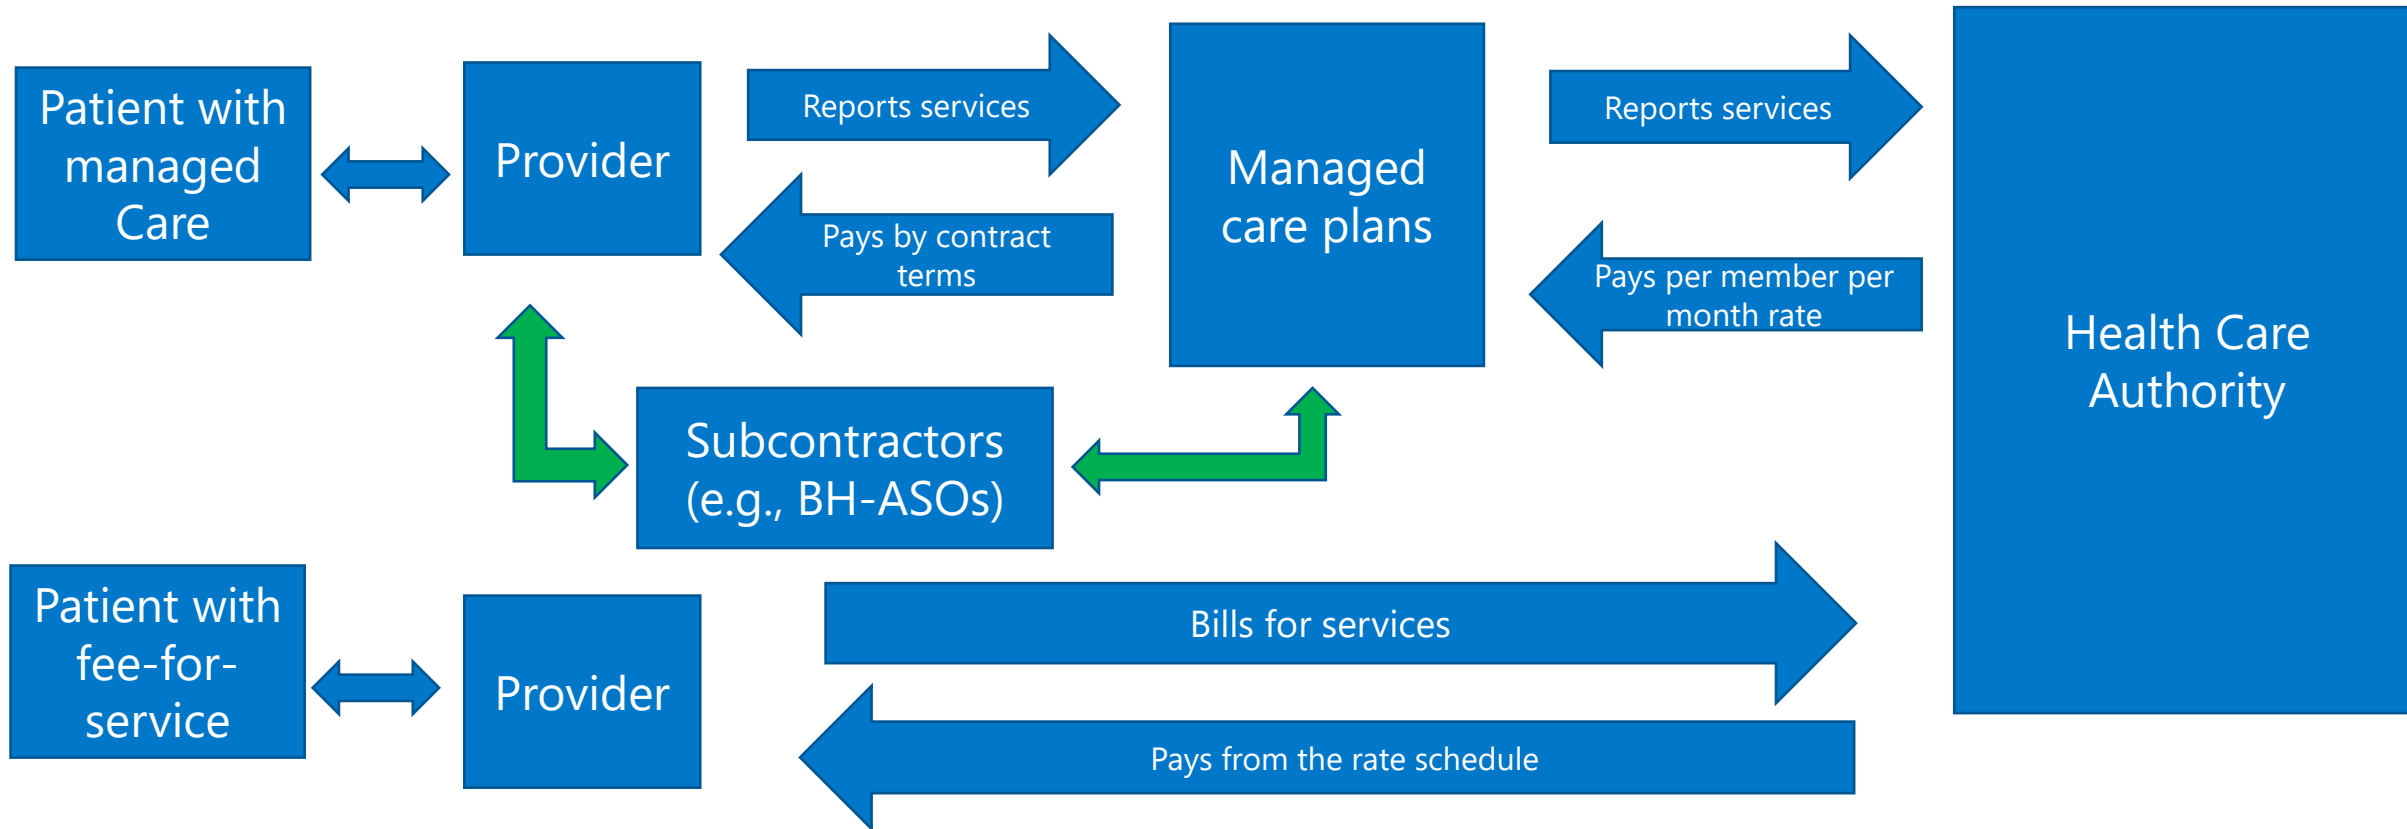 Patient with
managed
Care
Provider
Reports services
Pays by contract
terms
Managed
care plans
Reports services
Pays per member per
month rate
Health Care
Authority
Subcontractors
(e.g., BH-ASOs)
Patient with
fee-for-
service
Provider
Bills for services
Pays from the rate schedule